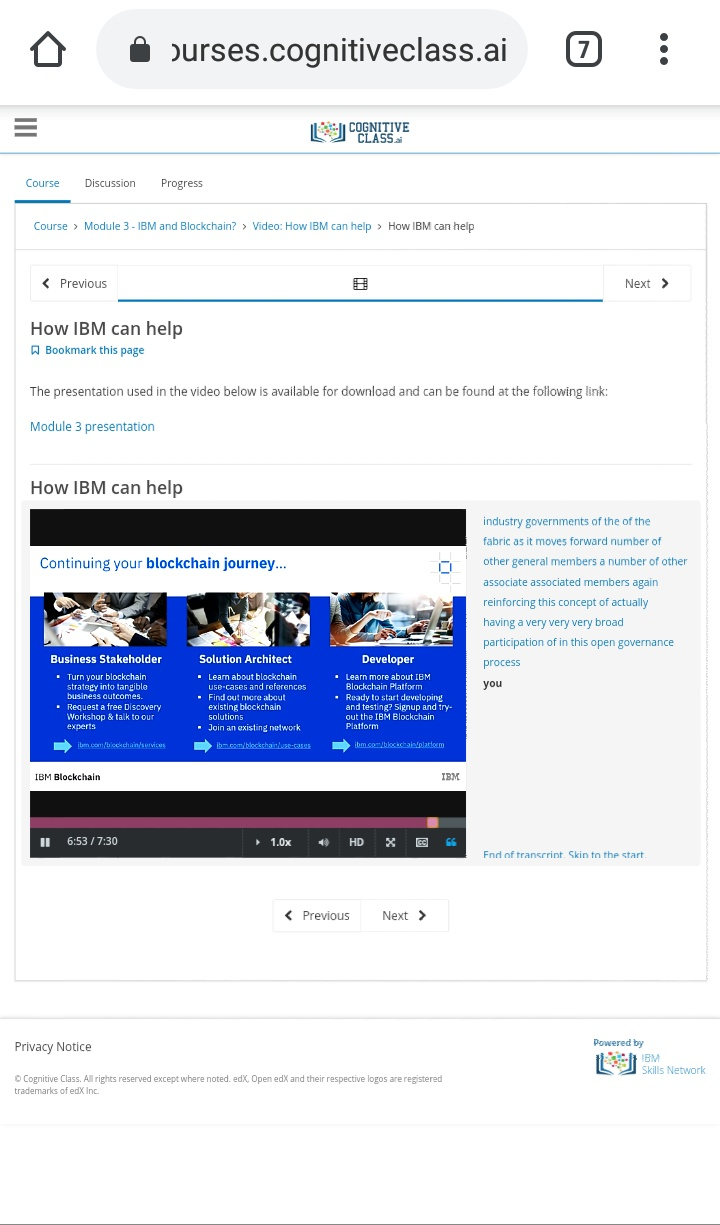 ourses.cognitiveclass.ai
7
COGNITIVE
CLASS.ai
Course Discussion Progress
Course > Module 3 - IBM and Blockchain? > Video: How IBM can help > How IBM can help
Previous
Next
How IBM can help
Bookmark this page
The presentation used in the video below is available for download and can be found at the following link:
Module 3 presentation
How IBM can help
Continuing your blockchain journey...
Business Stakeholder
• Turn your blockchain
strategy into tangible
business outcomes.
• Request a free Discovery
Workshop & talk to our
experts
ibm.com/blockchain/services
Solution Architect
• Learn about blockchain
use-cases and references
• Find out more about
existing blockchain
solutions
• Join an existing network
ibm.com/blockchain/use-cases
Developer
• Learn more about IBM
Blockchain Platform
• Ready to start developing
and testing? Signup and try-
out the IBM Blockchain
Platform
ibm.com/blockchain/platform
IBM Blockchain
IBM
6:53 / 7:30
1.0x
HD
industry governments of the of the
fabric as it moves forward number of
other general members a number of other
associate associated members again
reinforcing this concept of actually
having a very very very broad
participation of in this open governance
process
you
End of transcript. Skip to the start.
Previous
Next
Privacy Notice
© Cognitive Class. All rights reserved except where noted. edX, Open edX and their respective logos are registered
trademarks of edX Inc.
Powered by
IBM
Skills Network